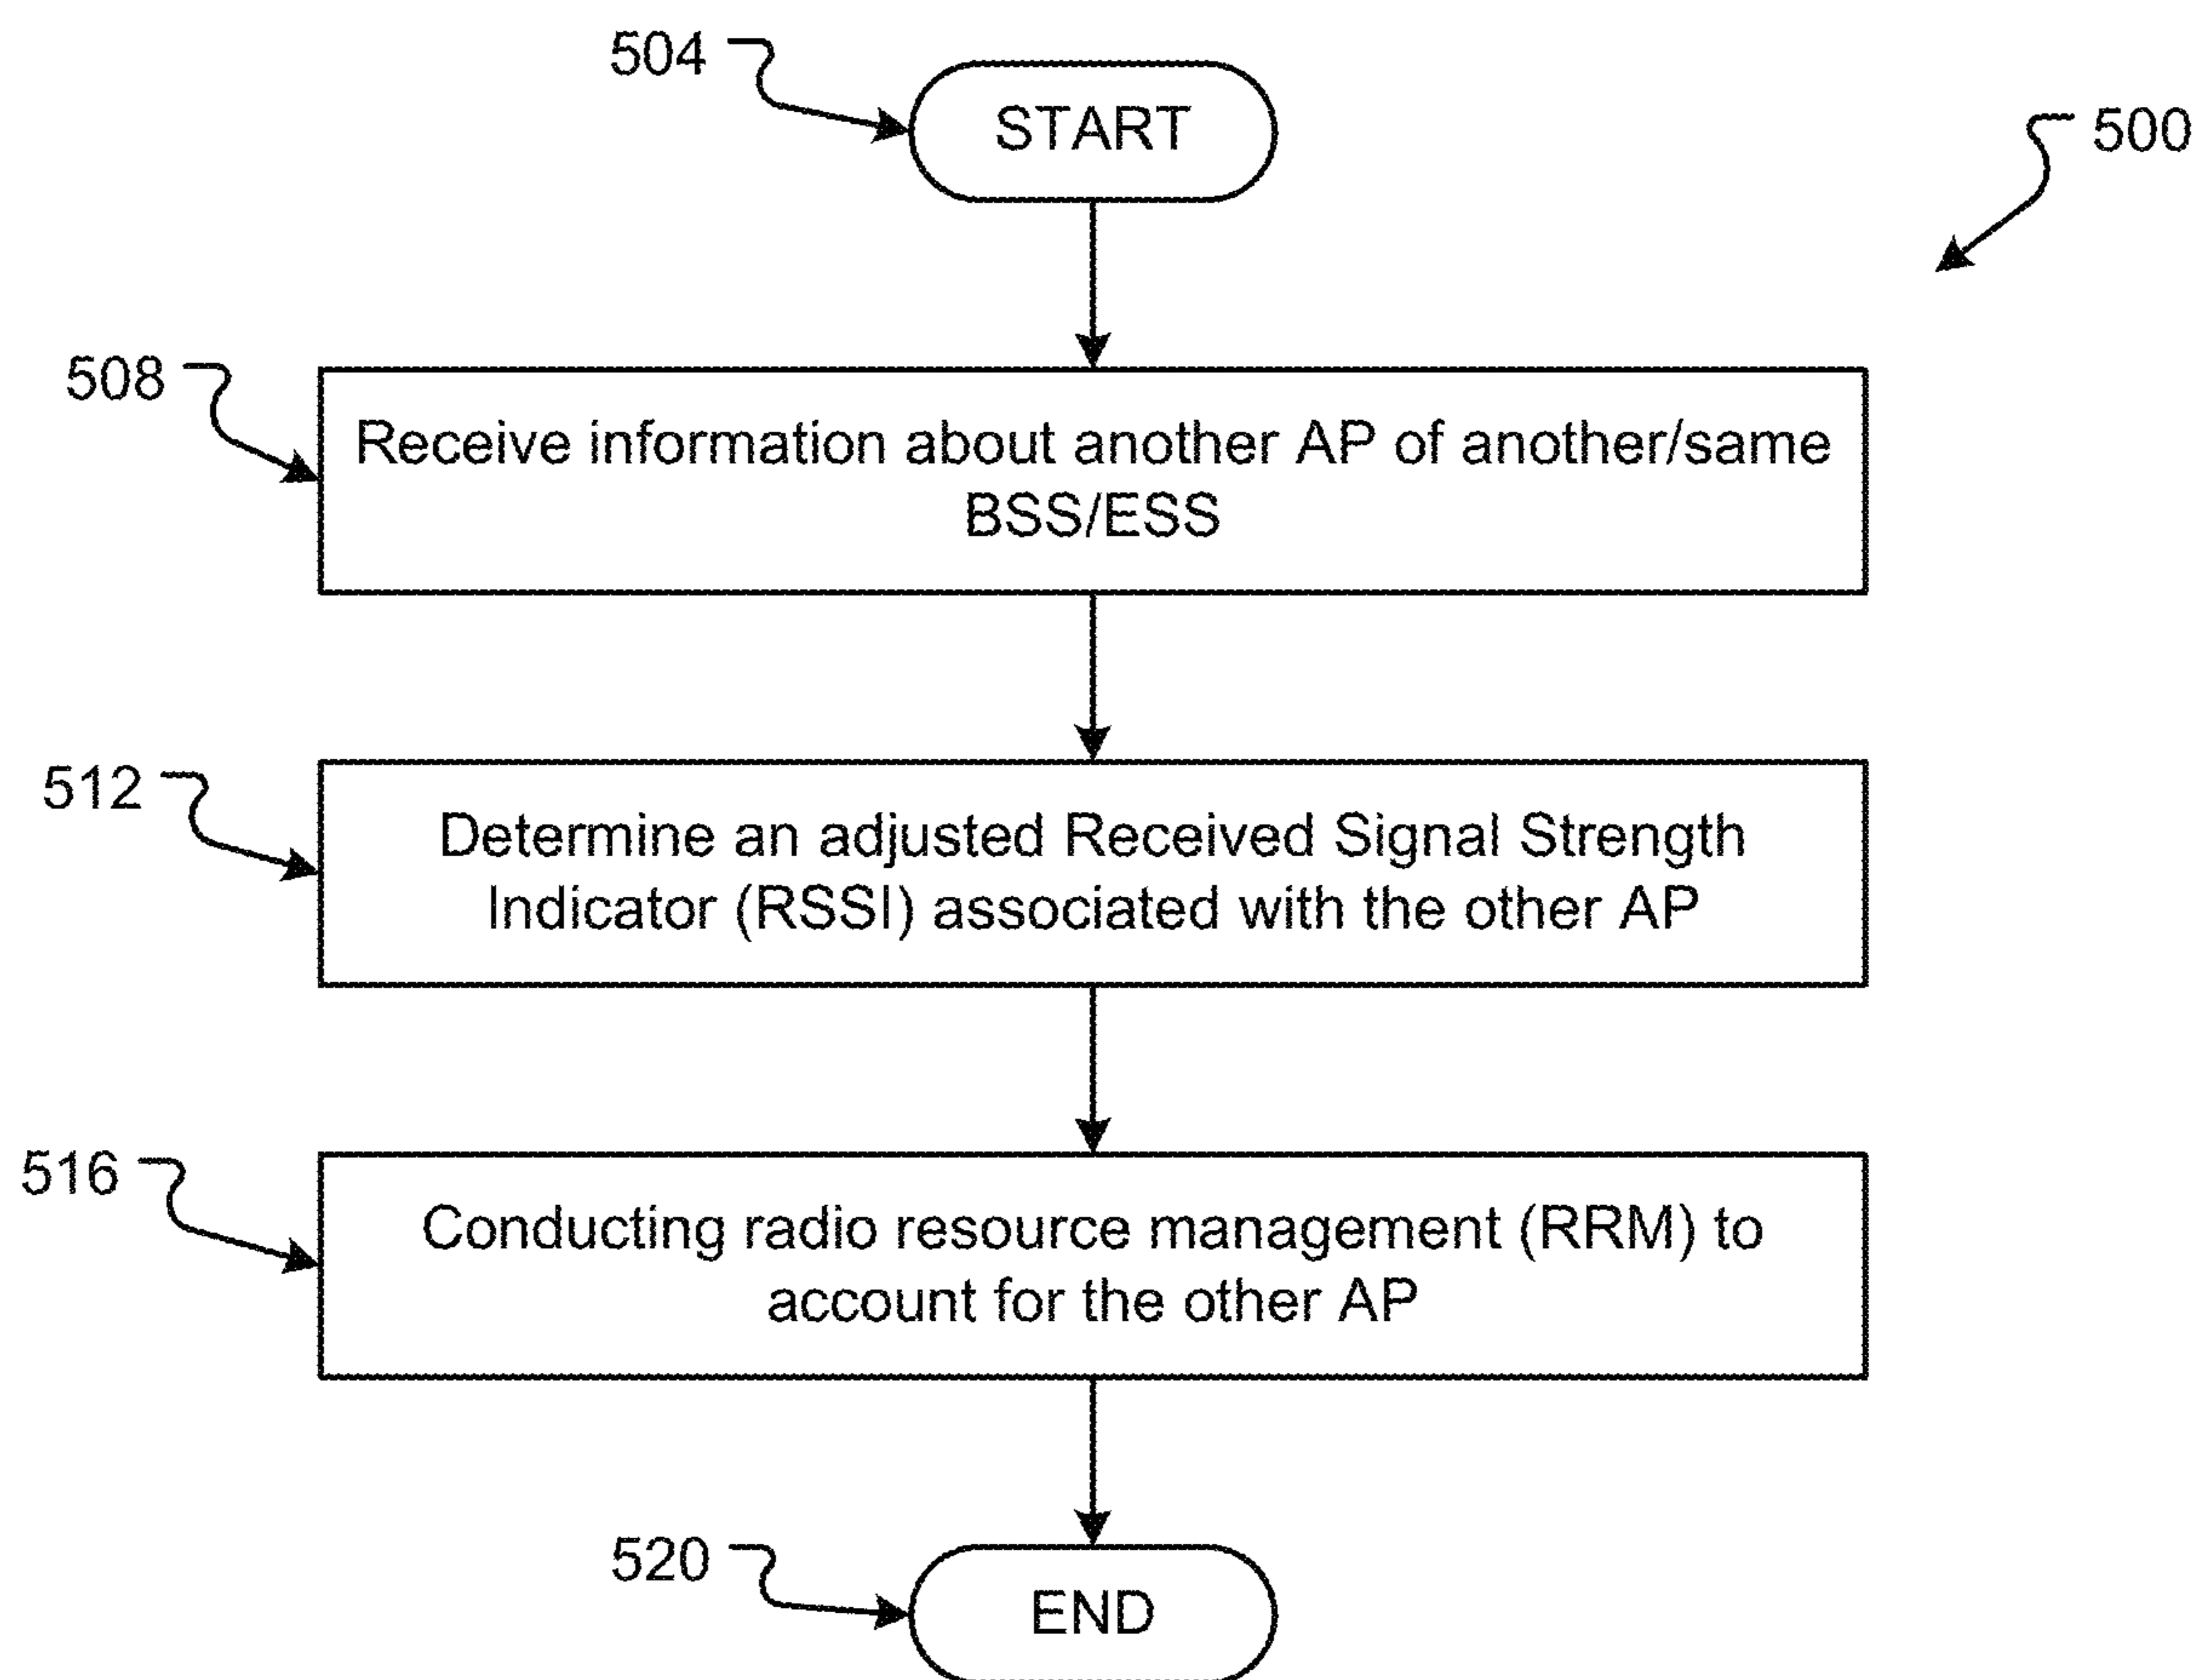 504
START
500
508
Receive information about another AP of another/same
BSS/ESS
512
Determine an adjusted Received Signal Strength
Indicator (RSSI) associated with the other AP
516
Conducting radio resource management (RRM) to
account for the other AP
520
END